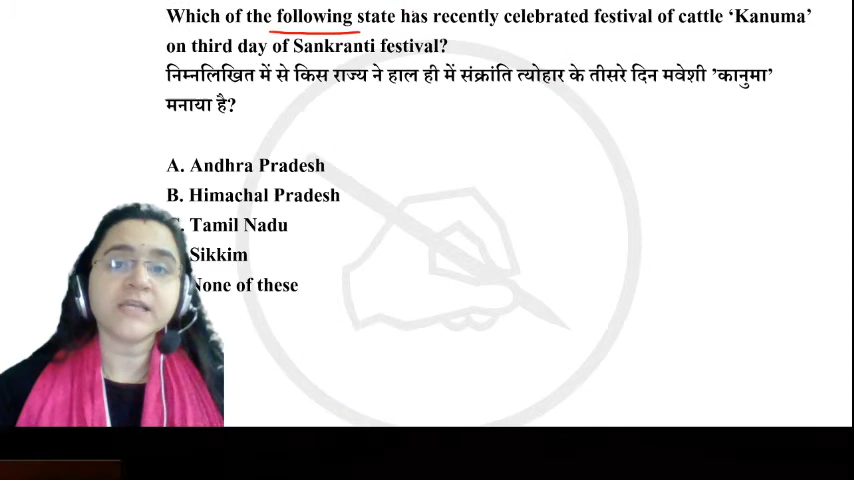 Which of the following state has recently celebrated festival of cattle ‘Kanuma’
on third day of Sankranti festival?
निम्नलिखित में से किस राज्य ने हाल ही में संक्रांति त्योहार के तीसरे दिन मवेशी ’कानुमा’
मनाया है?
A. Andhra Pradesh
B. Himachal Pradesh
C. Tamil Nadu
Sikkim
None of these